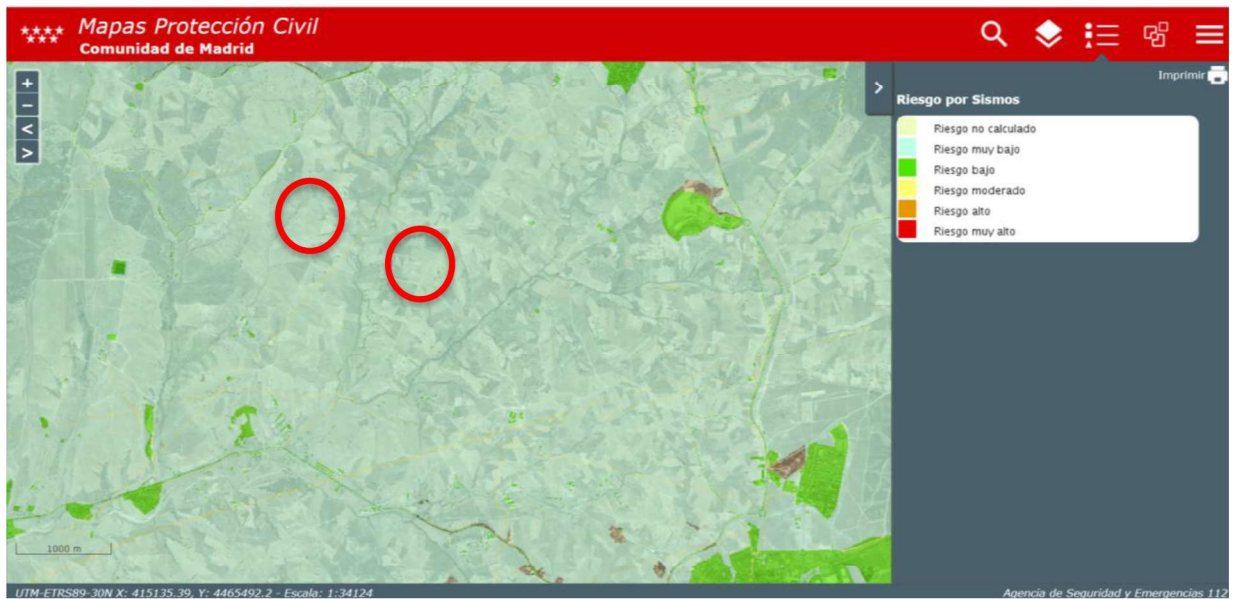 Mapas Protección Civil
Comunidad de Madrid
+
−
<
>
>
Imprimir
Riesgo por Sismos
Riesgo no calculado
Riesgo muy bajo
Riesgo bajo
Riesgo moderado
Riesgo alto
Riesgo muy alto
1000 m
UTM-ETRS89-30N X: 415135.39, Y: 4465492.2 - Escala: 1:34124
Agencia de Seguridad y Emergencias 112